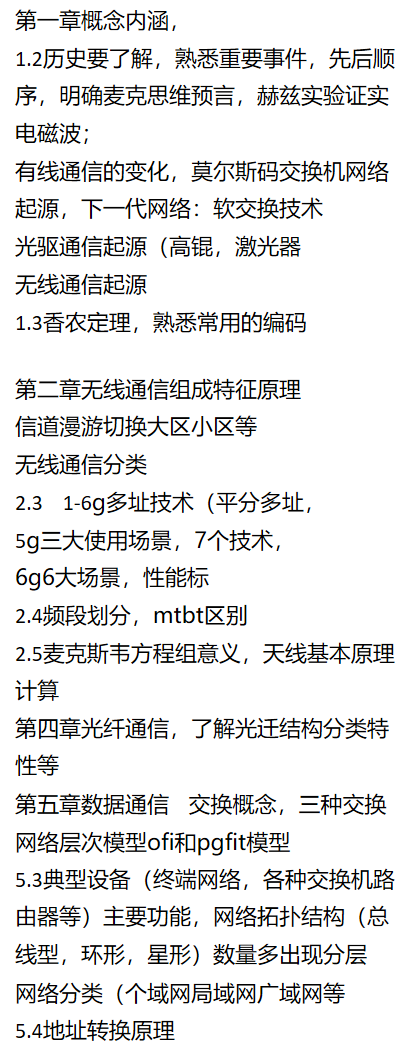 第一章概念内涵，
1.2历史要了解，熟悉重要事件，先后顺
序，明确麦克思维预言，赫兹实验证实
电磁波；
有线通信的变化，莫尔斯码交换机网络
起源，下一代网络：软交换技术
光驱通信起源（高锟，激光器
无线通信起源
1.3香农定理，熟悉常用的编码

第二章无线通信组成特征原理
信道漫游切换大区小区等
无线通信分类
2.3 1-6g多址技术（平分多址，
5g三大使用场景，7个技术，
6g6大场景，性能标
2.4频段划分，mtbt区别
2.5麦克斯韦方程组意义，天线基本原理
计算
第四章光纤通信，了解光迁结构分类特
性等
第五章数据通信 交换概念，三种交换
网络层次模型ofi和pgfit模型
5.3典型设备（终端网络，各种交换机路
由器等）主要功能，网络拓扑结构（总
线型，环形，星形）数量多出现分层
网络分类（个域网局域网广域网等
5.4地址转换原理